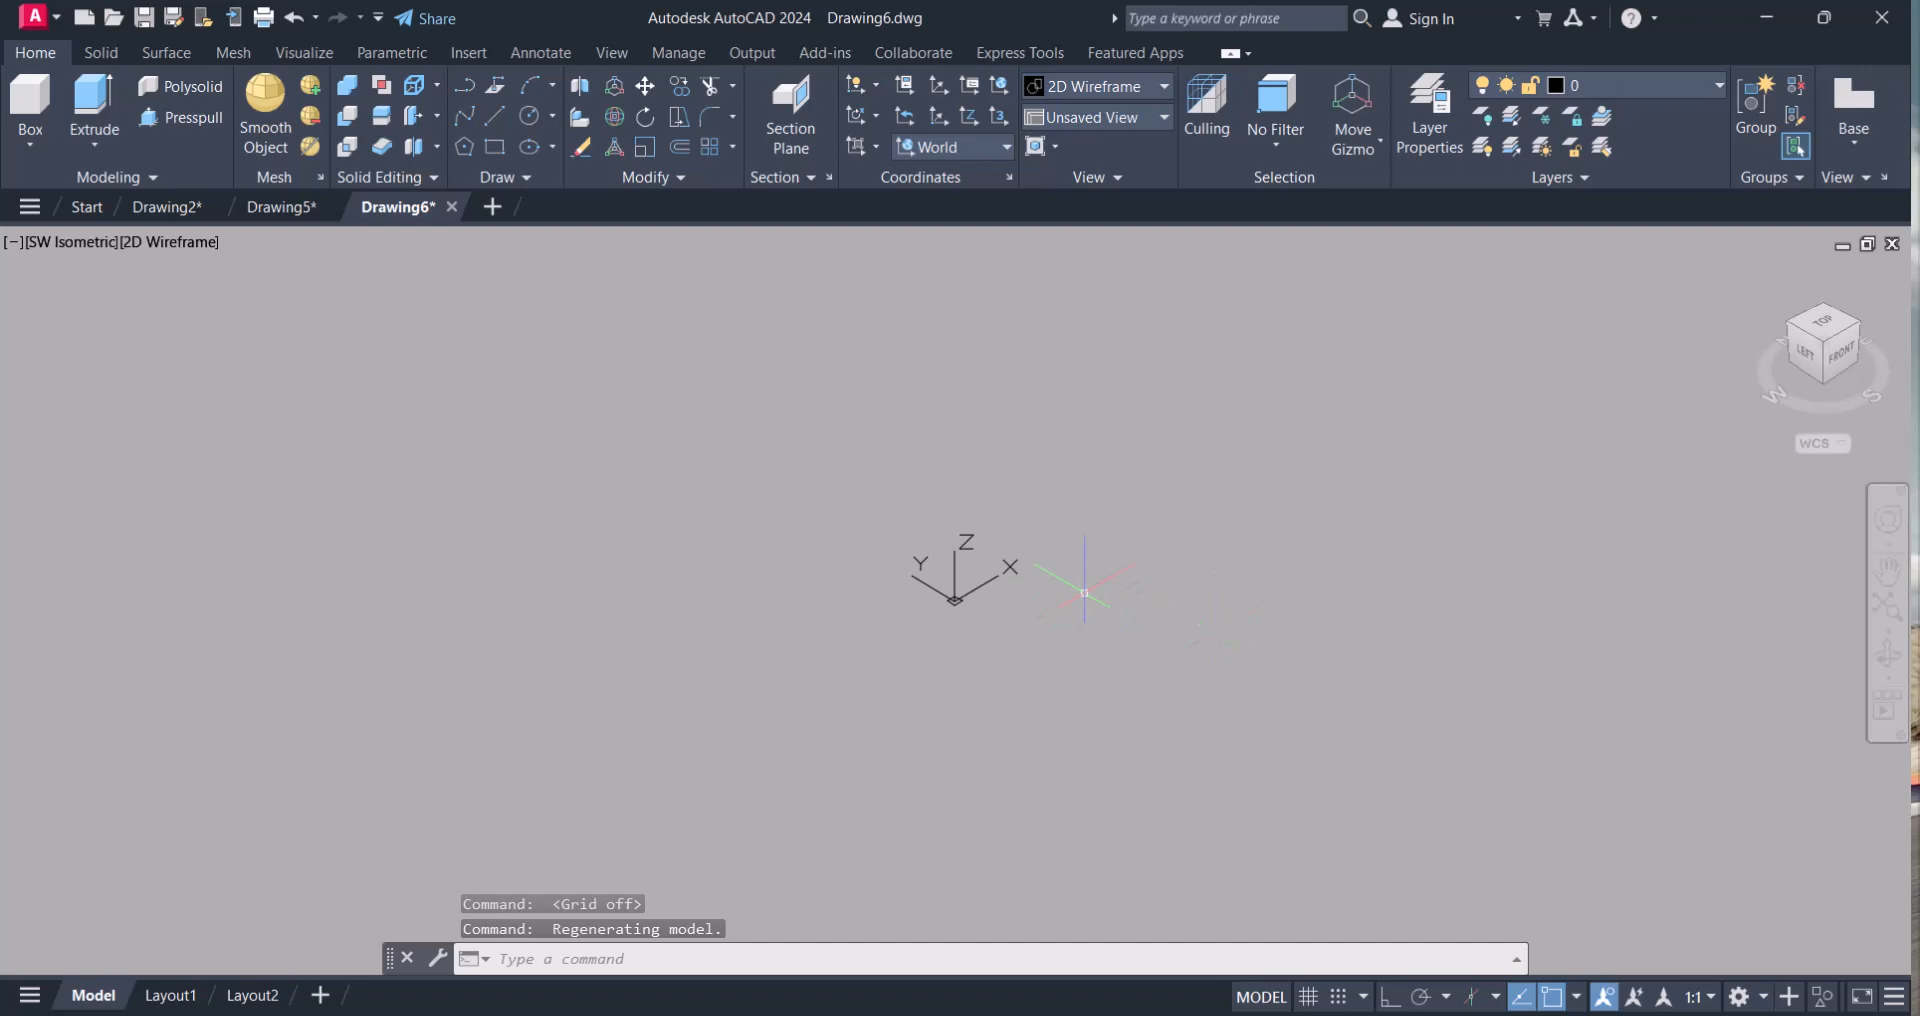 A Share Autodesk AutoCAD 2024 Drawing6.dwg Type a keyword or phrase Sign In
Home Solid Surface Mesh Visualize Parametric Insert Annotate View Manage Output Add-ins Collaborate Express Tools Featured Apps
Box
Extrude
Polysolid
Presspull
Modeling
Smooth
Object
Mesh
Solid Editing
Draw
Modify
Section
Plane
Section
World
Coordinates
2D Wireframe
Unsaved View
View
Culling
No Filter
Move
Gizmo
Selection
Layer
Properties
0
Layers
Group
Groups
Base
View
Start Drawing2* Drawing5* Drawing6*
[−][SW Isometric][2D Wireframe]
TOP
LEFT FRONT
W S
WCS
Z
Y X
Command: <Grid off>
Command: Regenerating model.
Type a command
Model Layout1 Layout2 MODEL 1:1